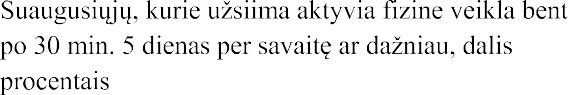 Suaugusiųjų, kurie užsiima aktyvia fizine veikla bent
po 30 min. 5 dienas per savaitę ar dažniau, dalis
procentais